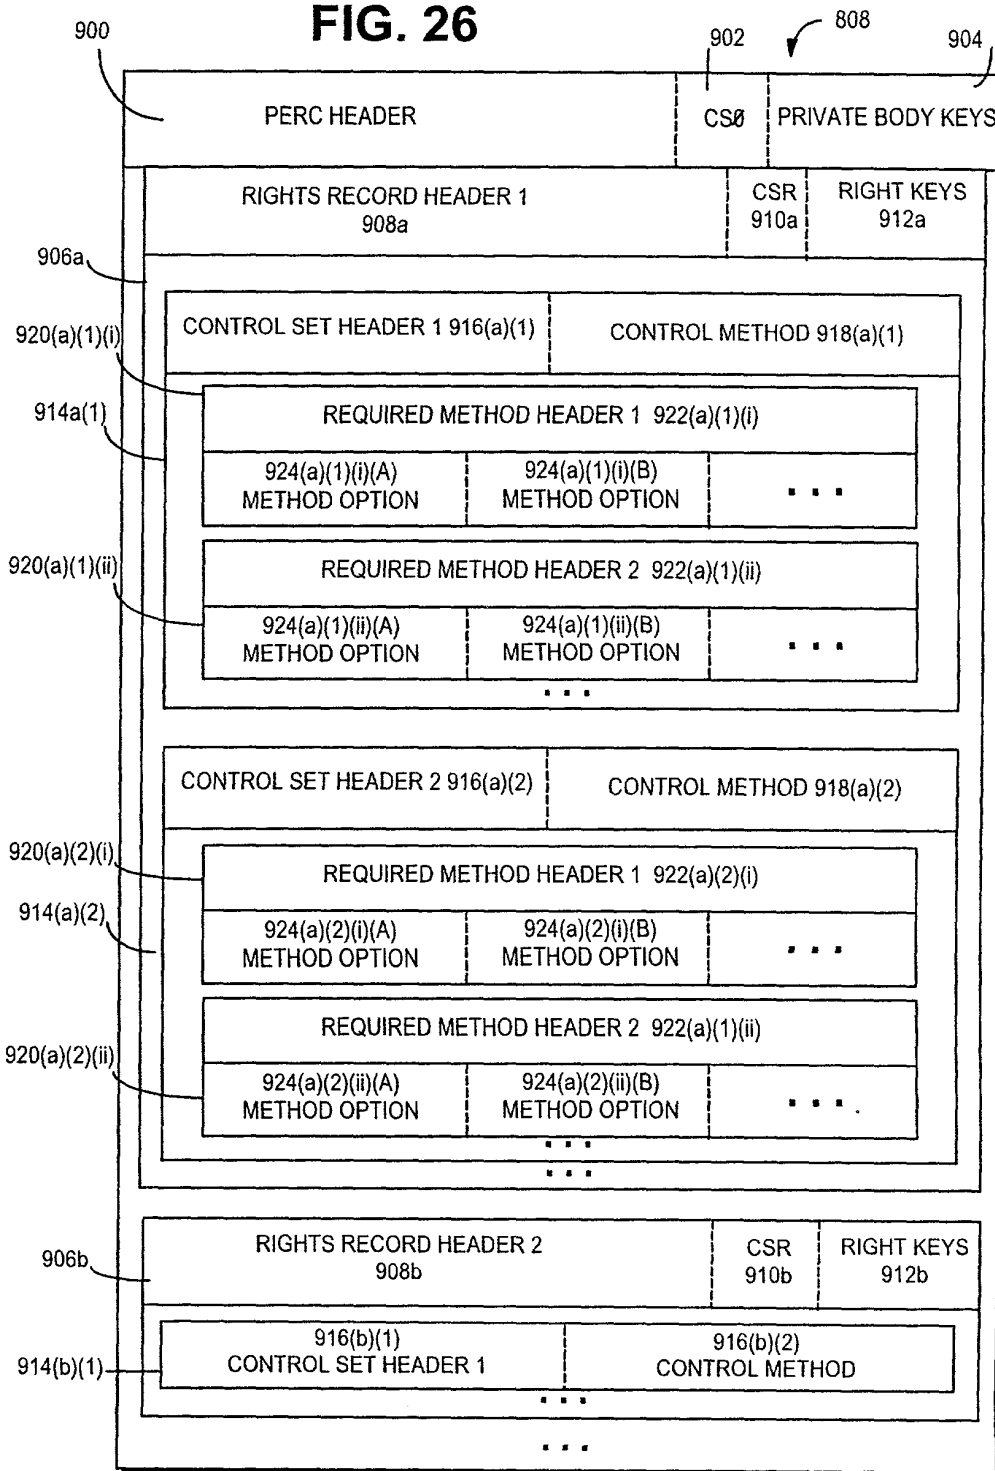 FIG. 26
900
902
808
904
PERC HEADER
CSØ
PRIVATE BODY KEYS
RIGHTS RECORD HEADER 1
908a
CSR
910a
RIGHT KEYS
912a
906a
CONTROL SET HEADER 1 916(a)(1)
CONTROL METHOD 918(a)(1)
920(a)(1)(i)
914a(1)
REQUIRED METHOD HEADER 1 922(a)(1)(i)
924(a)(1)(i)(A)
METHOD OPTION
924(a)(1)(i)(B)
METHOD OPTION
. . .
920(a)(1)(ii)
REQUIRED METHOD HEADER 2 922(a)(1)(ii)
924(a)(1)(ii)(A)
METHOD OPTION
924(a)(1)(ii)(B)
METHOD OPTION
. . .
. . .
CONTROL SET HEADER 2 916(a)(2)
CONTROL METHOD 918(a)(2)
920(a)(2)(i)
914(a)(2)
REQUIRED METHOD HEADER 1 922(a)(2)(i)
924(a)(2)(i)(A)
METHOD OPTION
924(a)(2)(i)(B)
METHOD OPTION
. . .
920(a)(2)(ii)
REQUIRED METHOD HEADER 2 922(a)(1)(ii)
924(a)(2)(ii)(A)
METHOD OPTION
924(a)(2)(ii)(B)
METHOD OPTION
. . .
. . .
. . .
906b
RIGHTS RECORD HEADER 2
908b
CSR
910b
RIGHT KEYS
912b
914(b)(1)
916(b)(1)
CONTROL SET HEADER 1
916(b)(2)
CONTROL METHOD
. . .
. . .